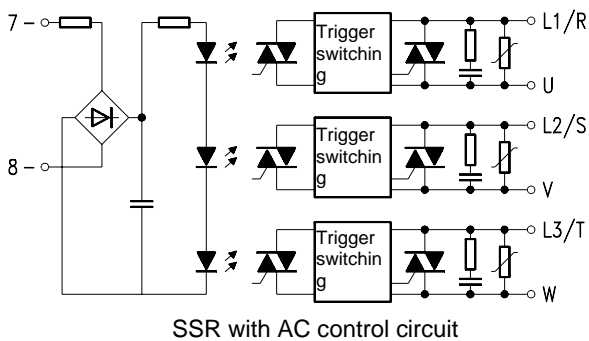 7 -
8 -
Trigger
switchin
g
L1/R
U
Trigger
switchin
g
L2/S
V
Trigger
switchin
g
L3/T
W
SSR with AC control circuit